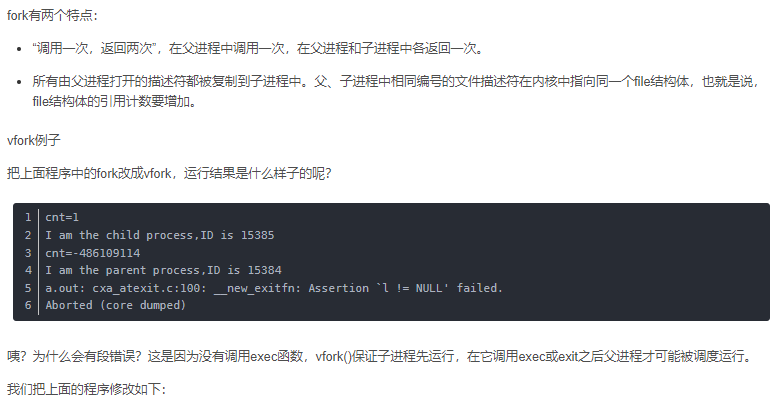 fork有两个特点：
“调用一次，返回两次”，在父进程中调用一次，在父进程和子进程中各返回一次。
所有由父进程打开的描述符都被复制到子进程中。父、子进程中相同编号的文件描述符在内核中指向同一个file结构体，也就是说，
file结构体的引用计数要增加。
vfork例子
把上面程序中的fork改成vfork，运行结果是什么样子的呢？
1 cnt=1
2 I am the child process,ID is 15385
3 cnt=-486109114
4 I am the parent process,ID is 15384
5 a.out: cxa_atexit.c:100: __new_exitfn: Assertion `l != NULL' failed.
6 Aborted (core dumped)
咦？为什么会有段错误？这是因为没有调用exec函数，vfork()保证子进程先运行，在它调用exec或exit之后父进程才可能被调度运行。
我们把上面的程序修改如下：